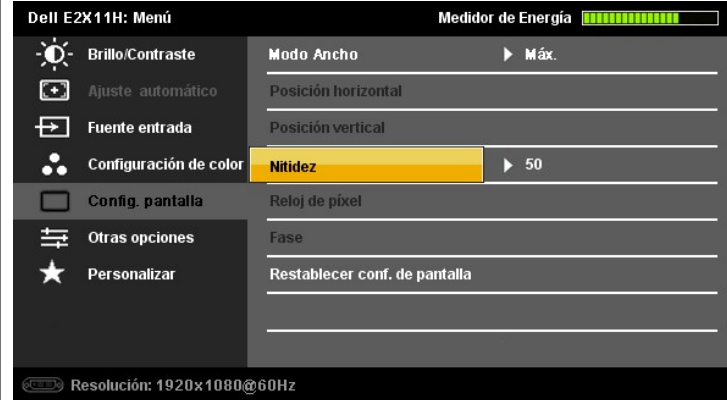 Dell E2X11H: Menú
Medidor de Energía
Brillo/Contraste
Modo Ancho
Máx.
Ajuste automático
Posición horizontal
Fuente entrada
Posición vertical
Configuración de color
Nitidez
50
Config. pantalla
Reloj de píxel
Otras opciones
Fase
Personalizar
Restablecer conf. de pantalla
Resolución: 1920x1080@60Hz